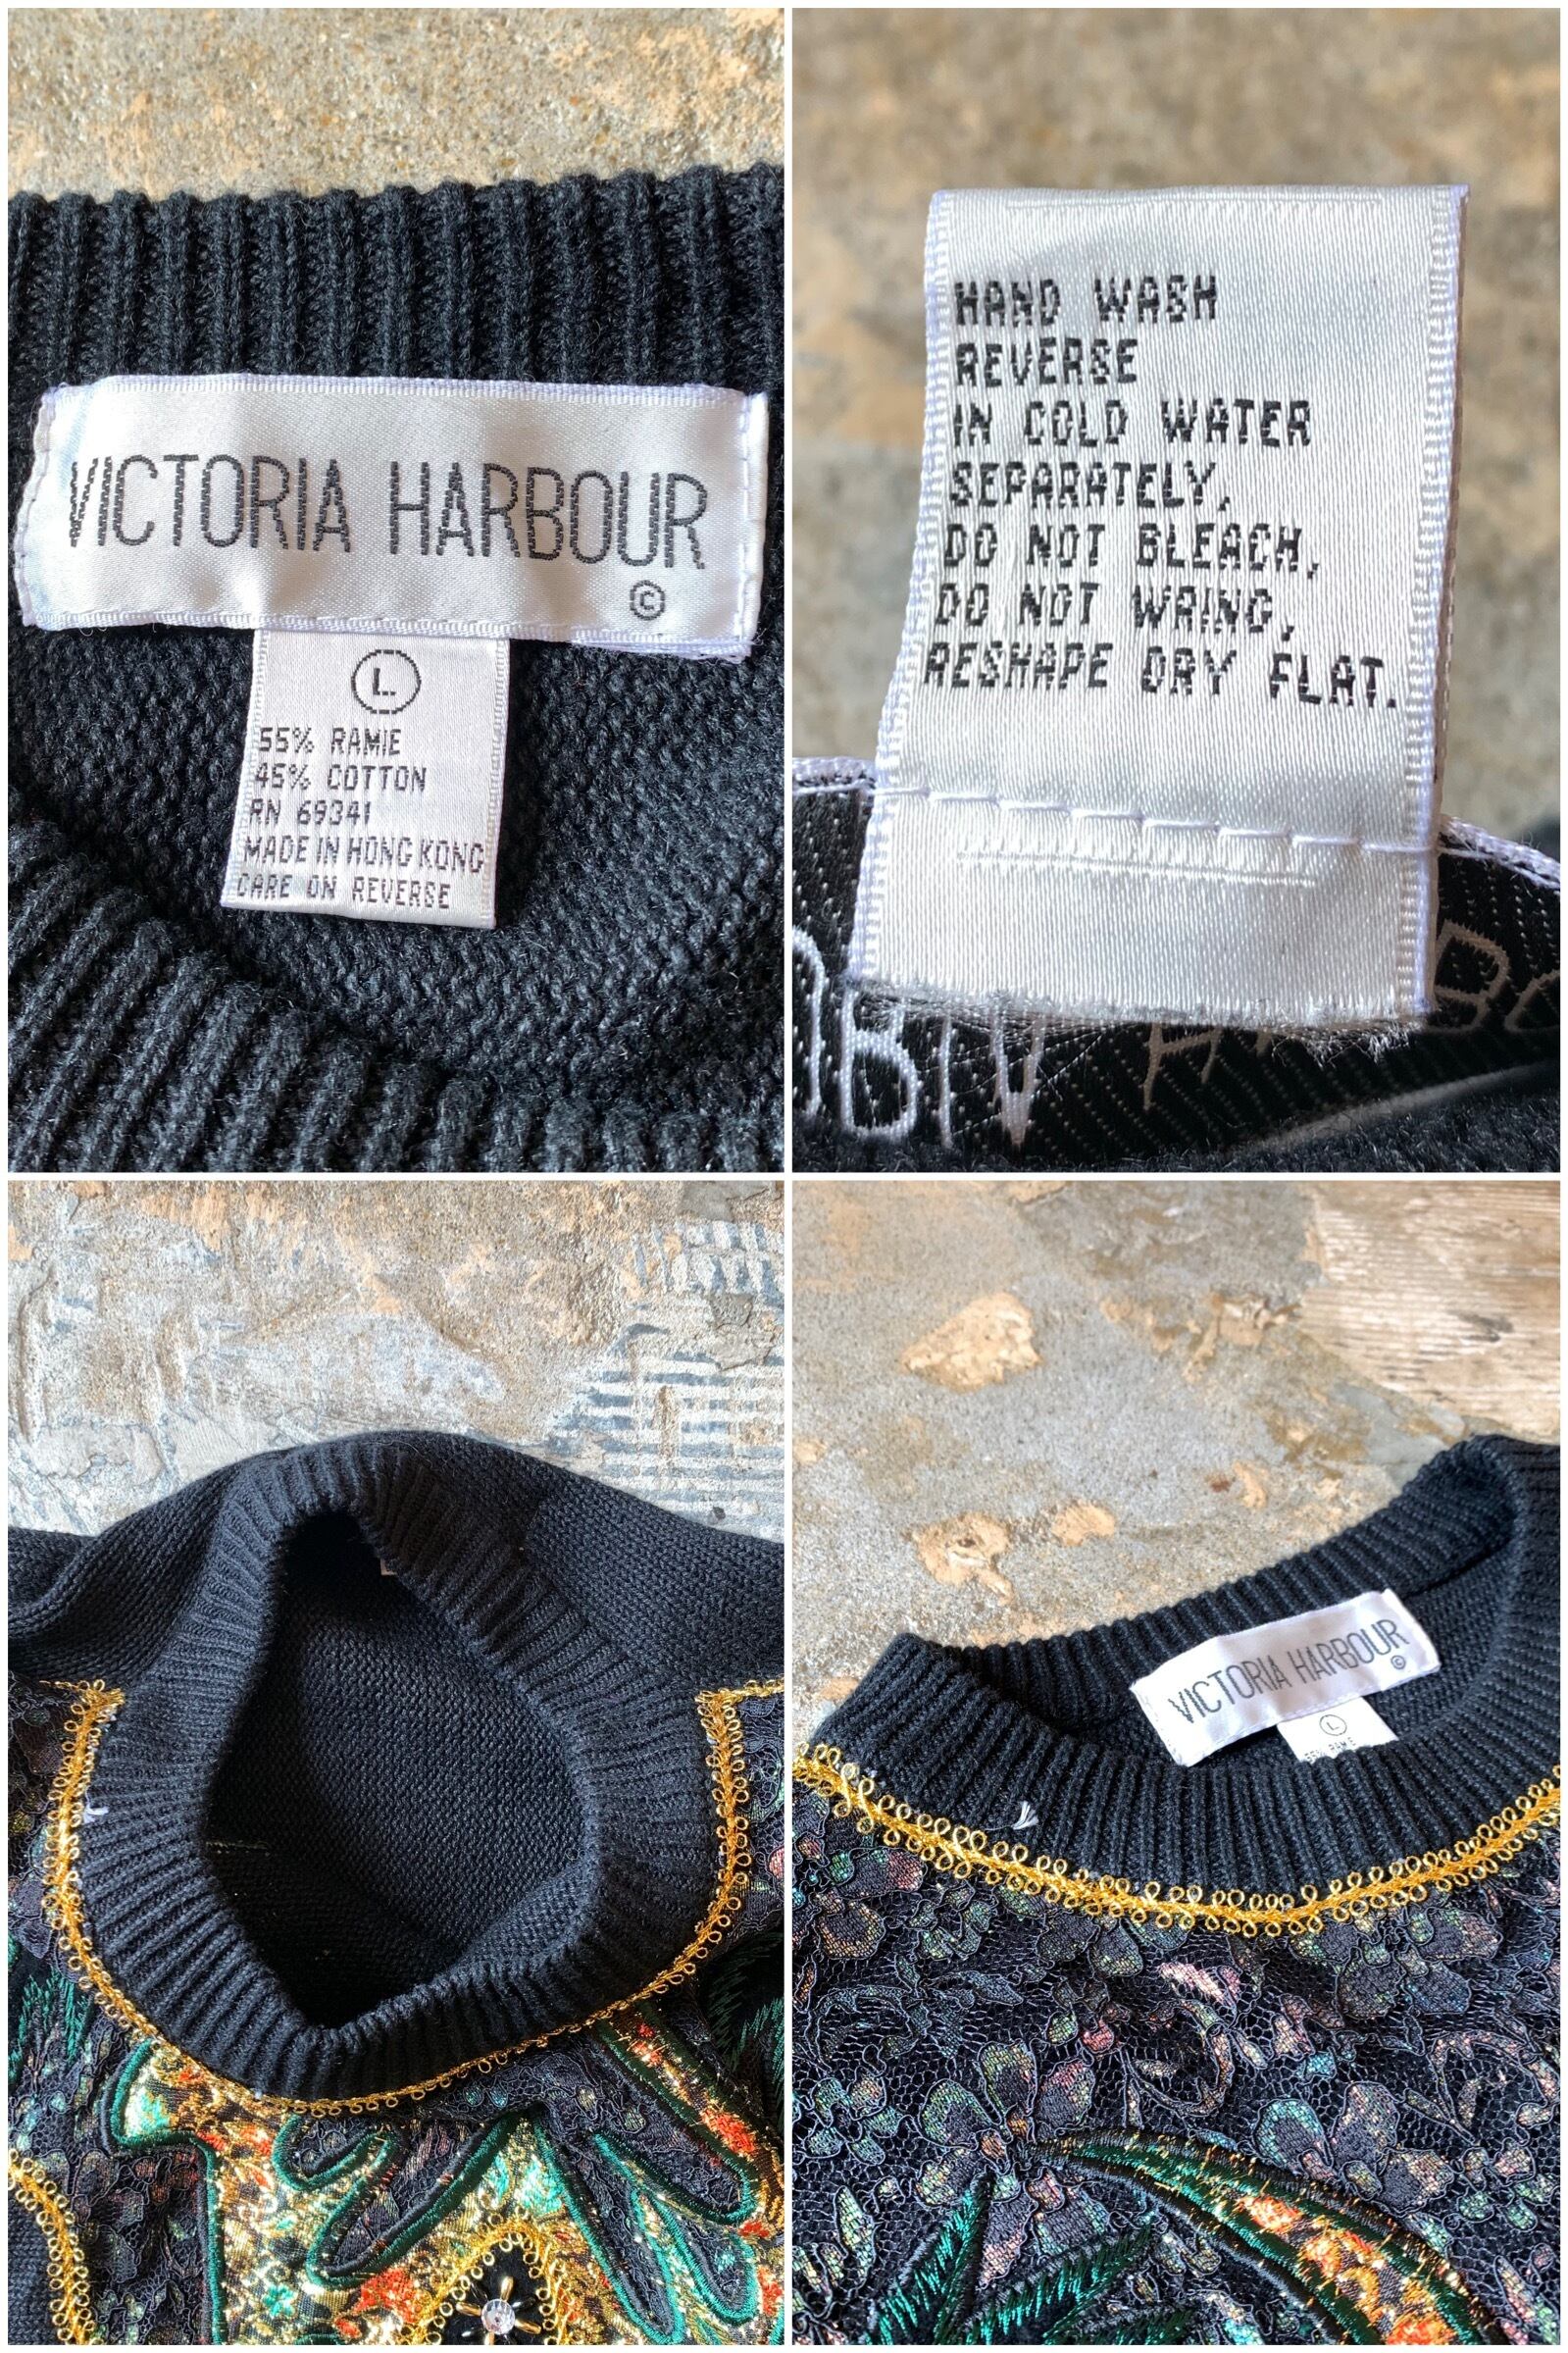 VICTORIA HARBOUR
©
L
55% RAMIE
45% COTTON
RN 69341
MADE IN HONG KONG
CARE ON REVERSE
HAND WASH
REVERSE
IN COLD WATER
SEPARATELY,
DO NOT BLEACH,
DO NOT WRING,
RESHAPE DRY FLAT.
VICTORIA HARBOUR
©
L